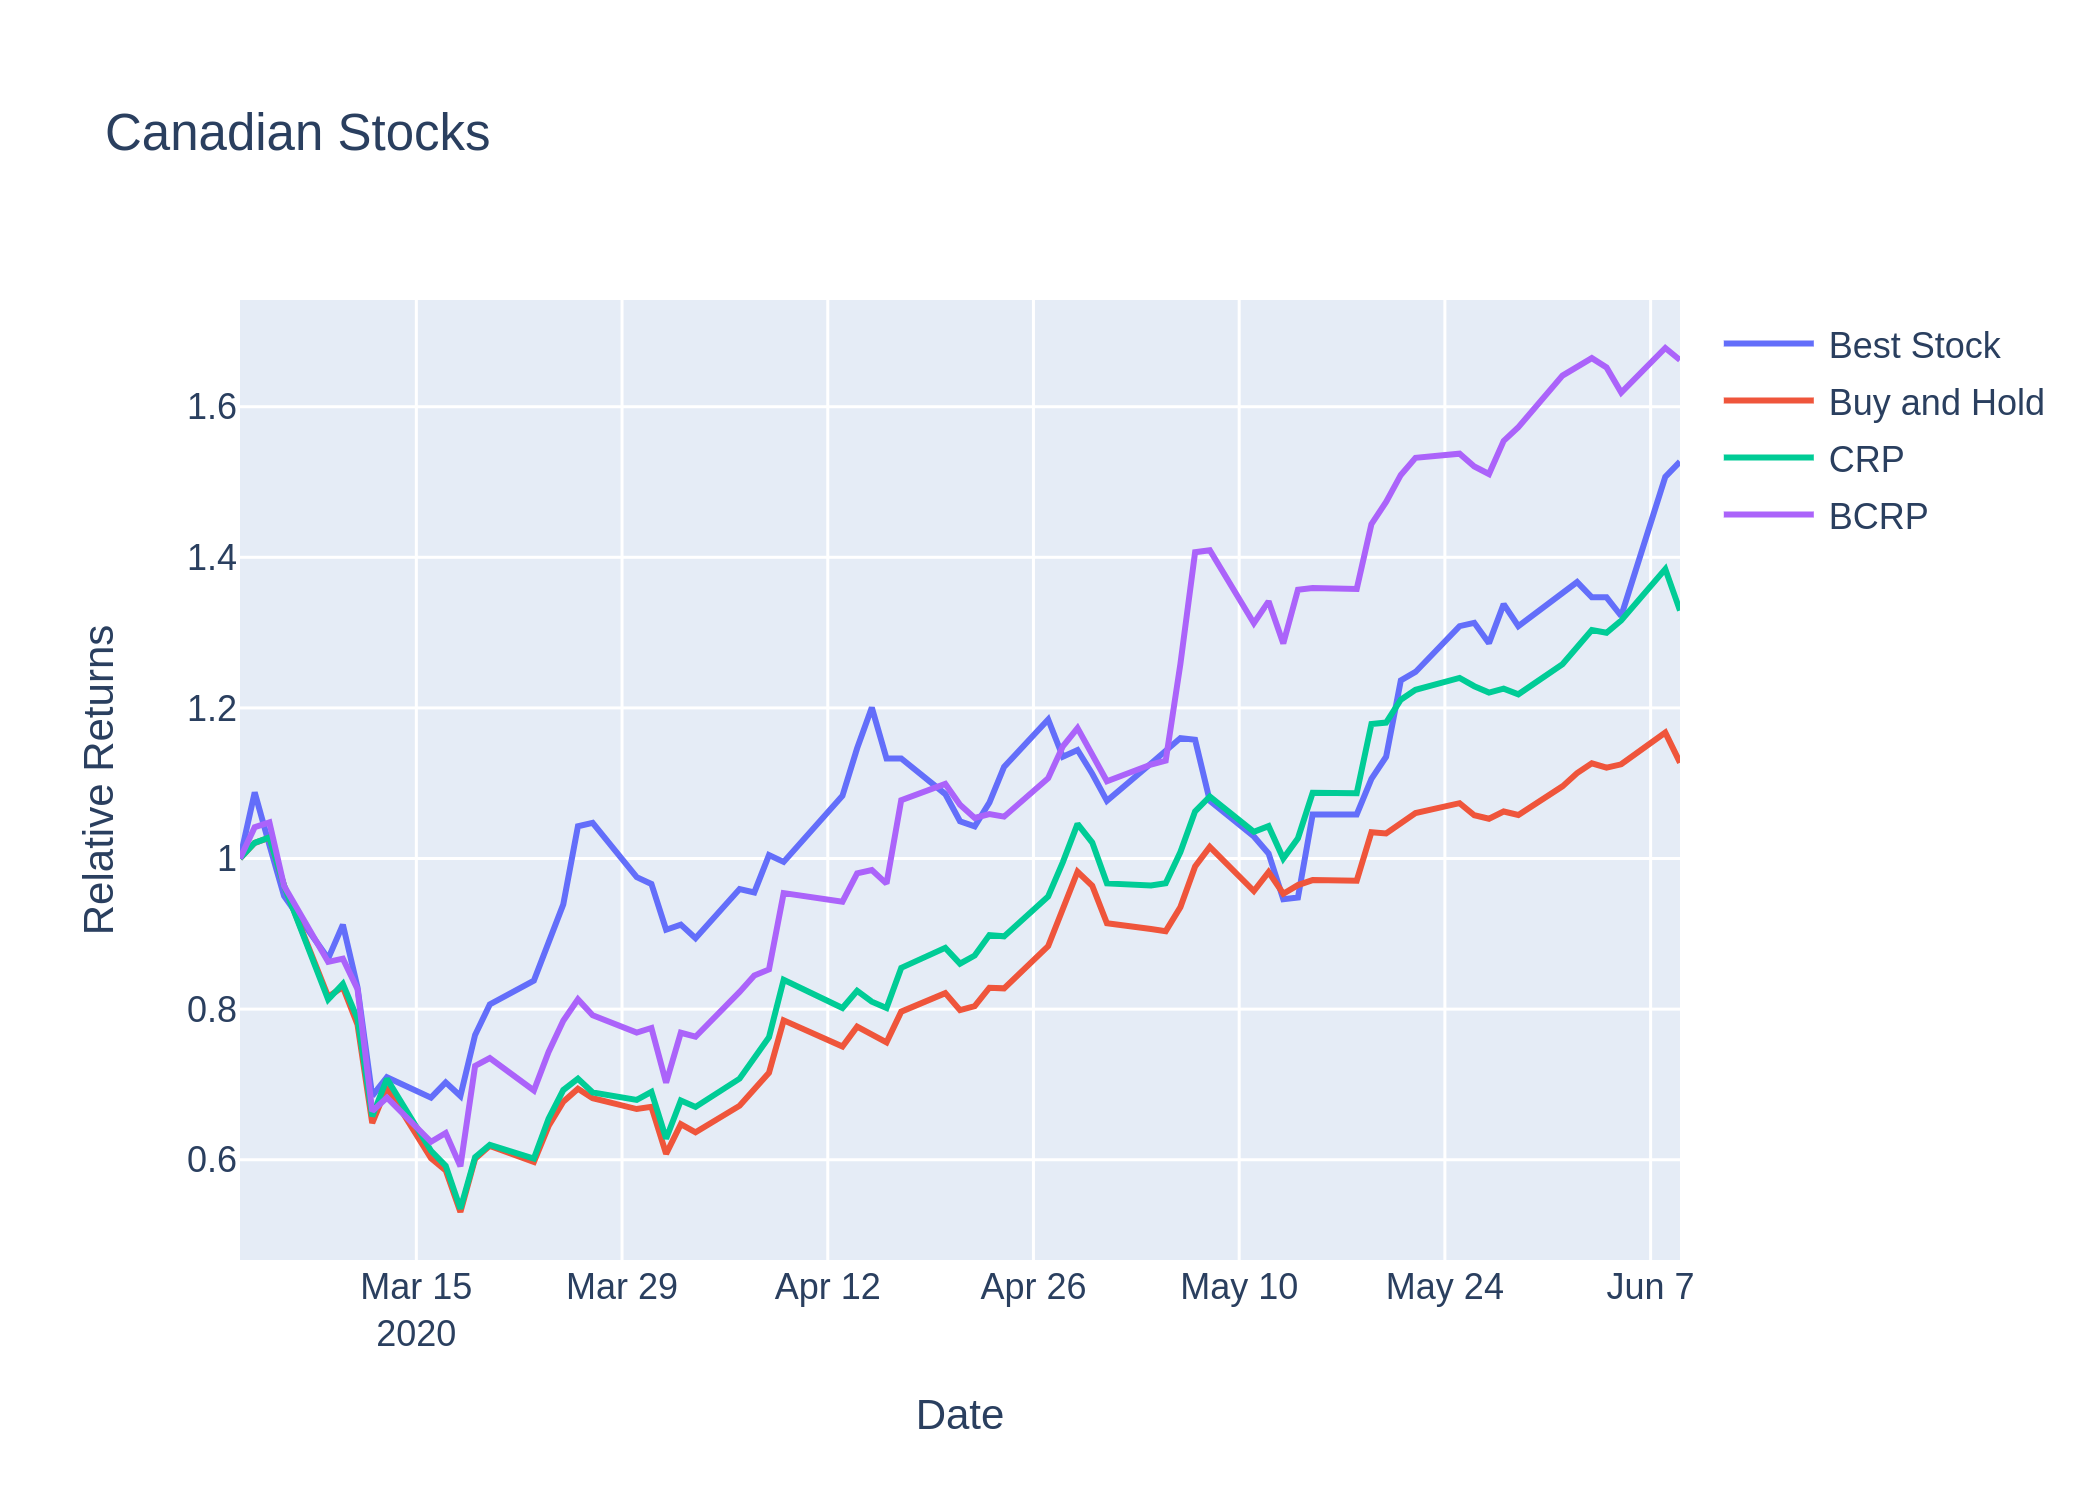 Canadian Stocks
Best Stock
Buy and Hold
CRP
BCRP
Relative Returns
1.6
1.4
1.2
1
0.8
0.6
Mar 15
2020
Mar 29
Apr 12
Apr 26
May 10
May 24
Jun 7
Date